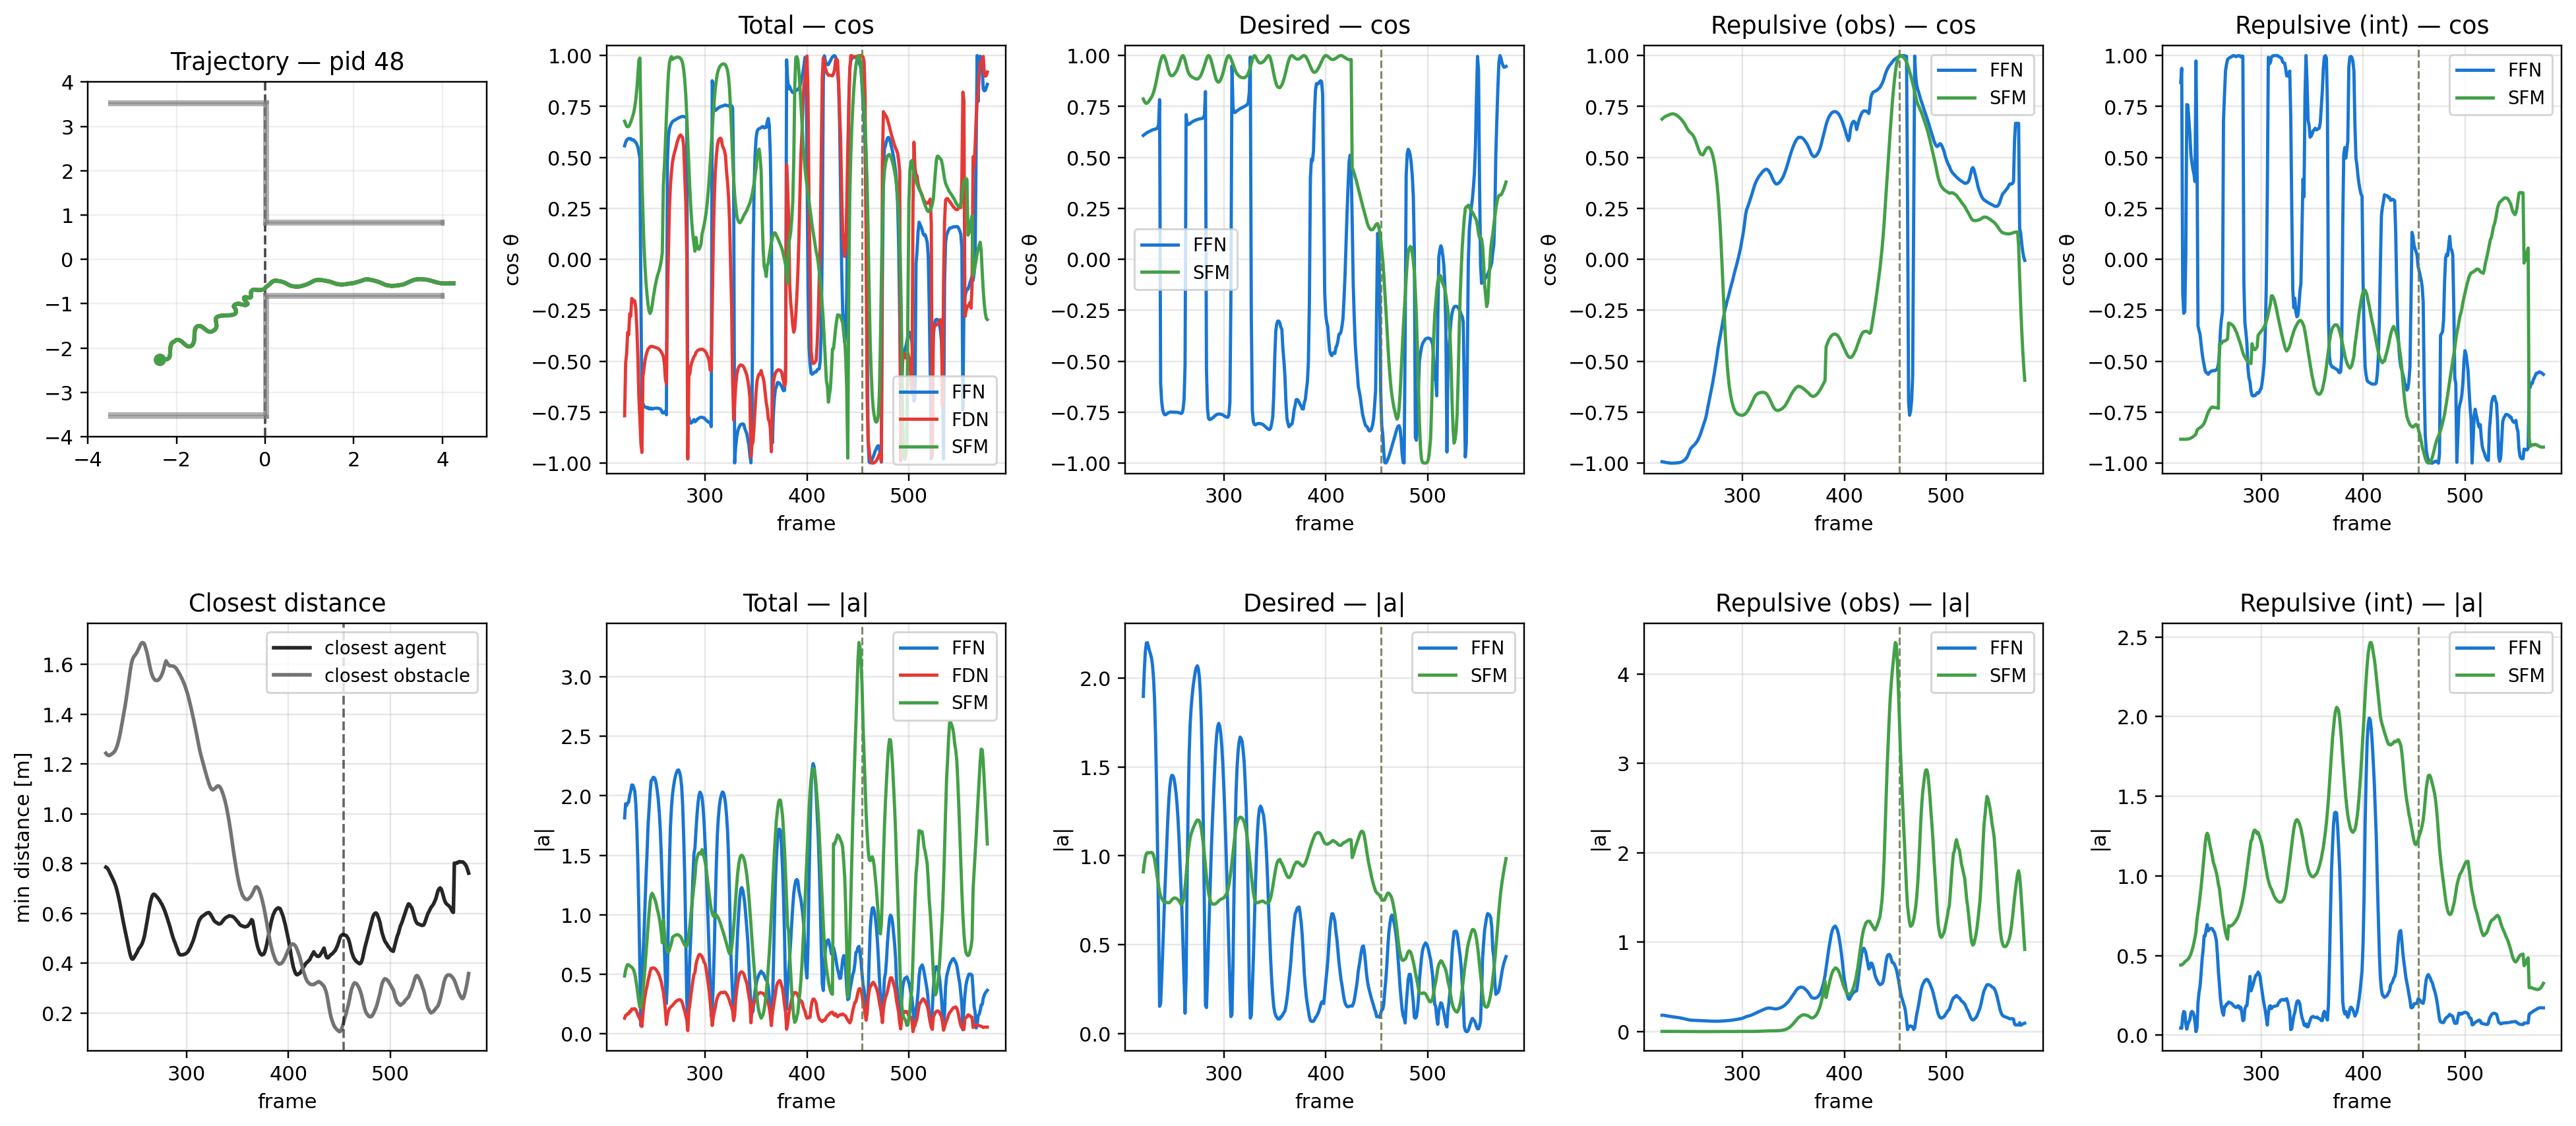 Trajectory — pid 48
4
3
2
1
0
−1
−2
−3
−4
−4
−2
0
2
4
Total — cos
cos θ
1.00
0.75
0.50
0.25
0.00
−0.25
−0.50
−0.75
−1.00
FFN
FDN
SFM
300
400
500
frame
Desired — cos
cos θ
1.00
0.75
0.50
0.25
0.00
−0.25
−0.50
−0.75
−1.00
FFN
SFM
300
400
500
frame
Repulsive (obs) — cos
cos θ
1.00
0.75
0.50
0.25
0.00
−0.25
−0.50
−0.75
−1.00
FFN
SFM
300
400
500
frame
Repulsive (int) — cos
cos θ
1.00
0.75
0.50
0.25
0.00
−0.25
−0.50
−0.75
−1.00
FFN
SFM
300
400
500
frame
Closest distance
min distance [m]
1.6
1.4
1.2
1.0
0.8
0.6
0.4
0.2
closest agent
closest obstacle
300
400
500
frame
Total — |a|
|a|
3.0
2.5
2.0
1.5
1.0
0.5
0.0
FFN
FDN
SFM
300
400
500
frame
Desired — |a|
|a|
2.0
1.5
1.0
0.5
0.0
FFN
SFM
300
400
500
frame
Repulsive (obs) — |a|
|a|
4
3
2
1
0
FFN
SFM
300
400
500
frame
Repulsive (int) — |a|
|a|
2.5
2.0
1.5
1.0
0.5
0.0
FFN
SFM
300
400
500
frame